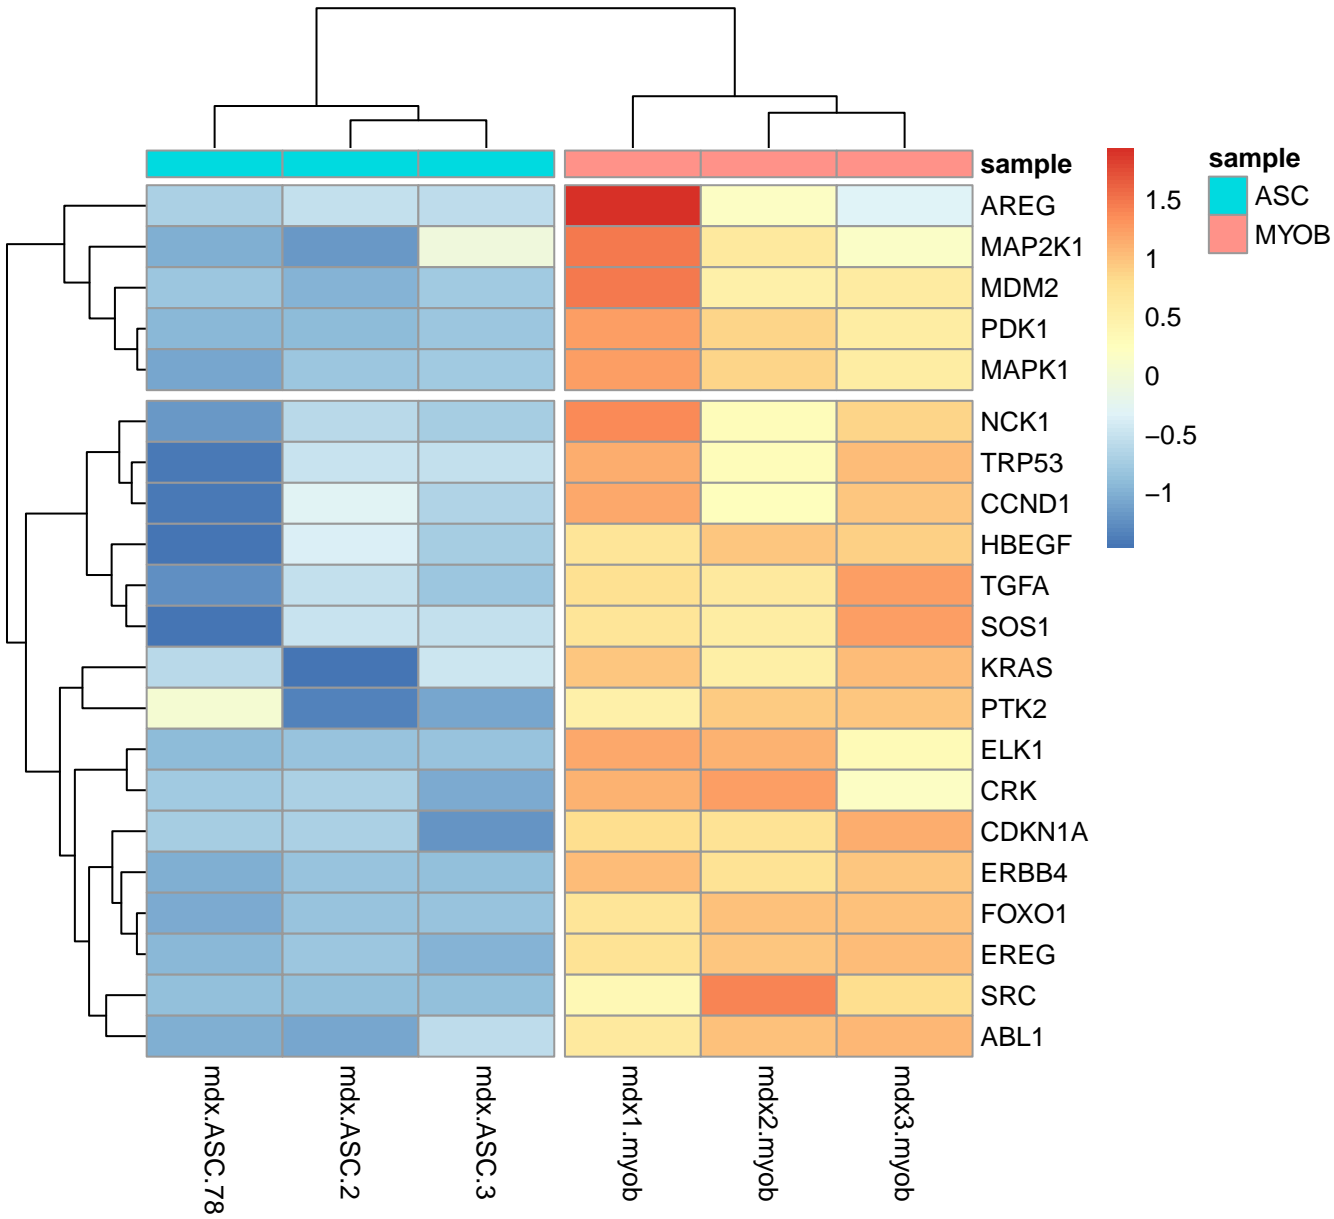 sample
AREG
MAP2K1
MDM2
PDK1
MAPK1
NCK1
TRP53
CCND1
HBEGF
TGFA
SOS1
KRAS
PTK2
ELK1
CRK
CDKN1A
ERBB4
FOXO1
EREG
SRC
ABL1
mdx.ASC.78
mdx.ASC.2
mdx.ASC.3
mdx1.myob
mdx2.myob
mdx3.myob
1.5
1
0.5
0
−0.5
−1
sample
ASC
MYOB